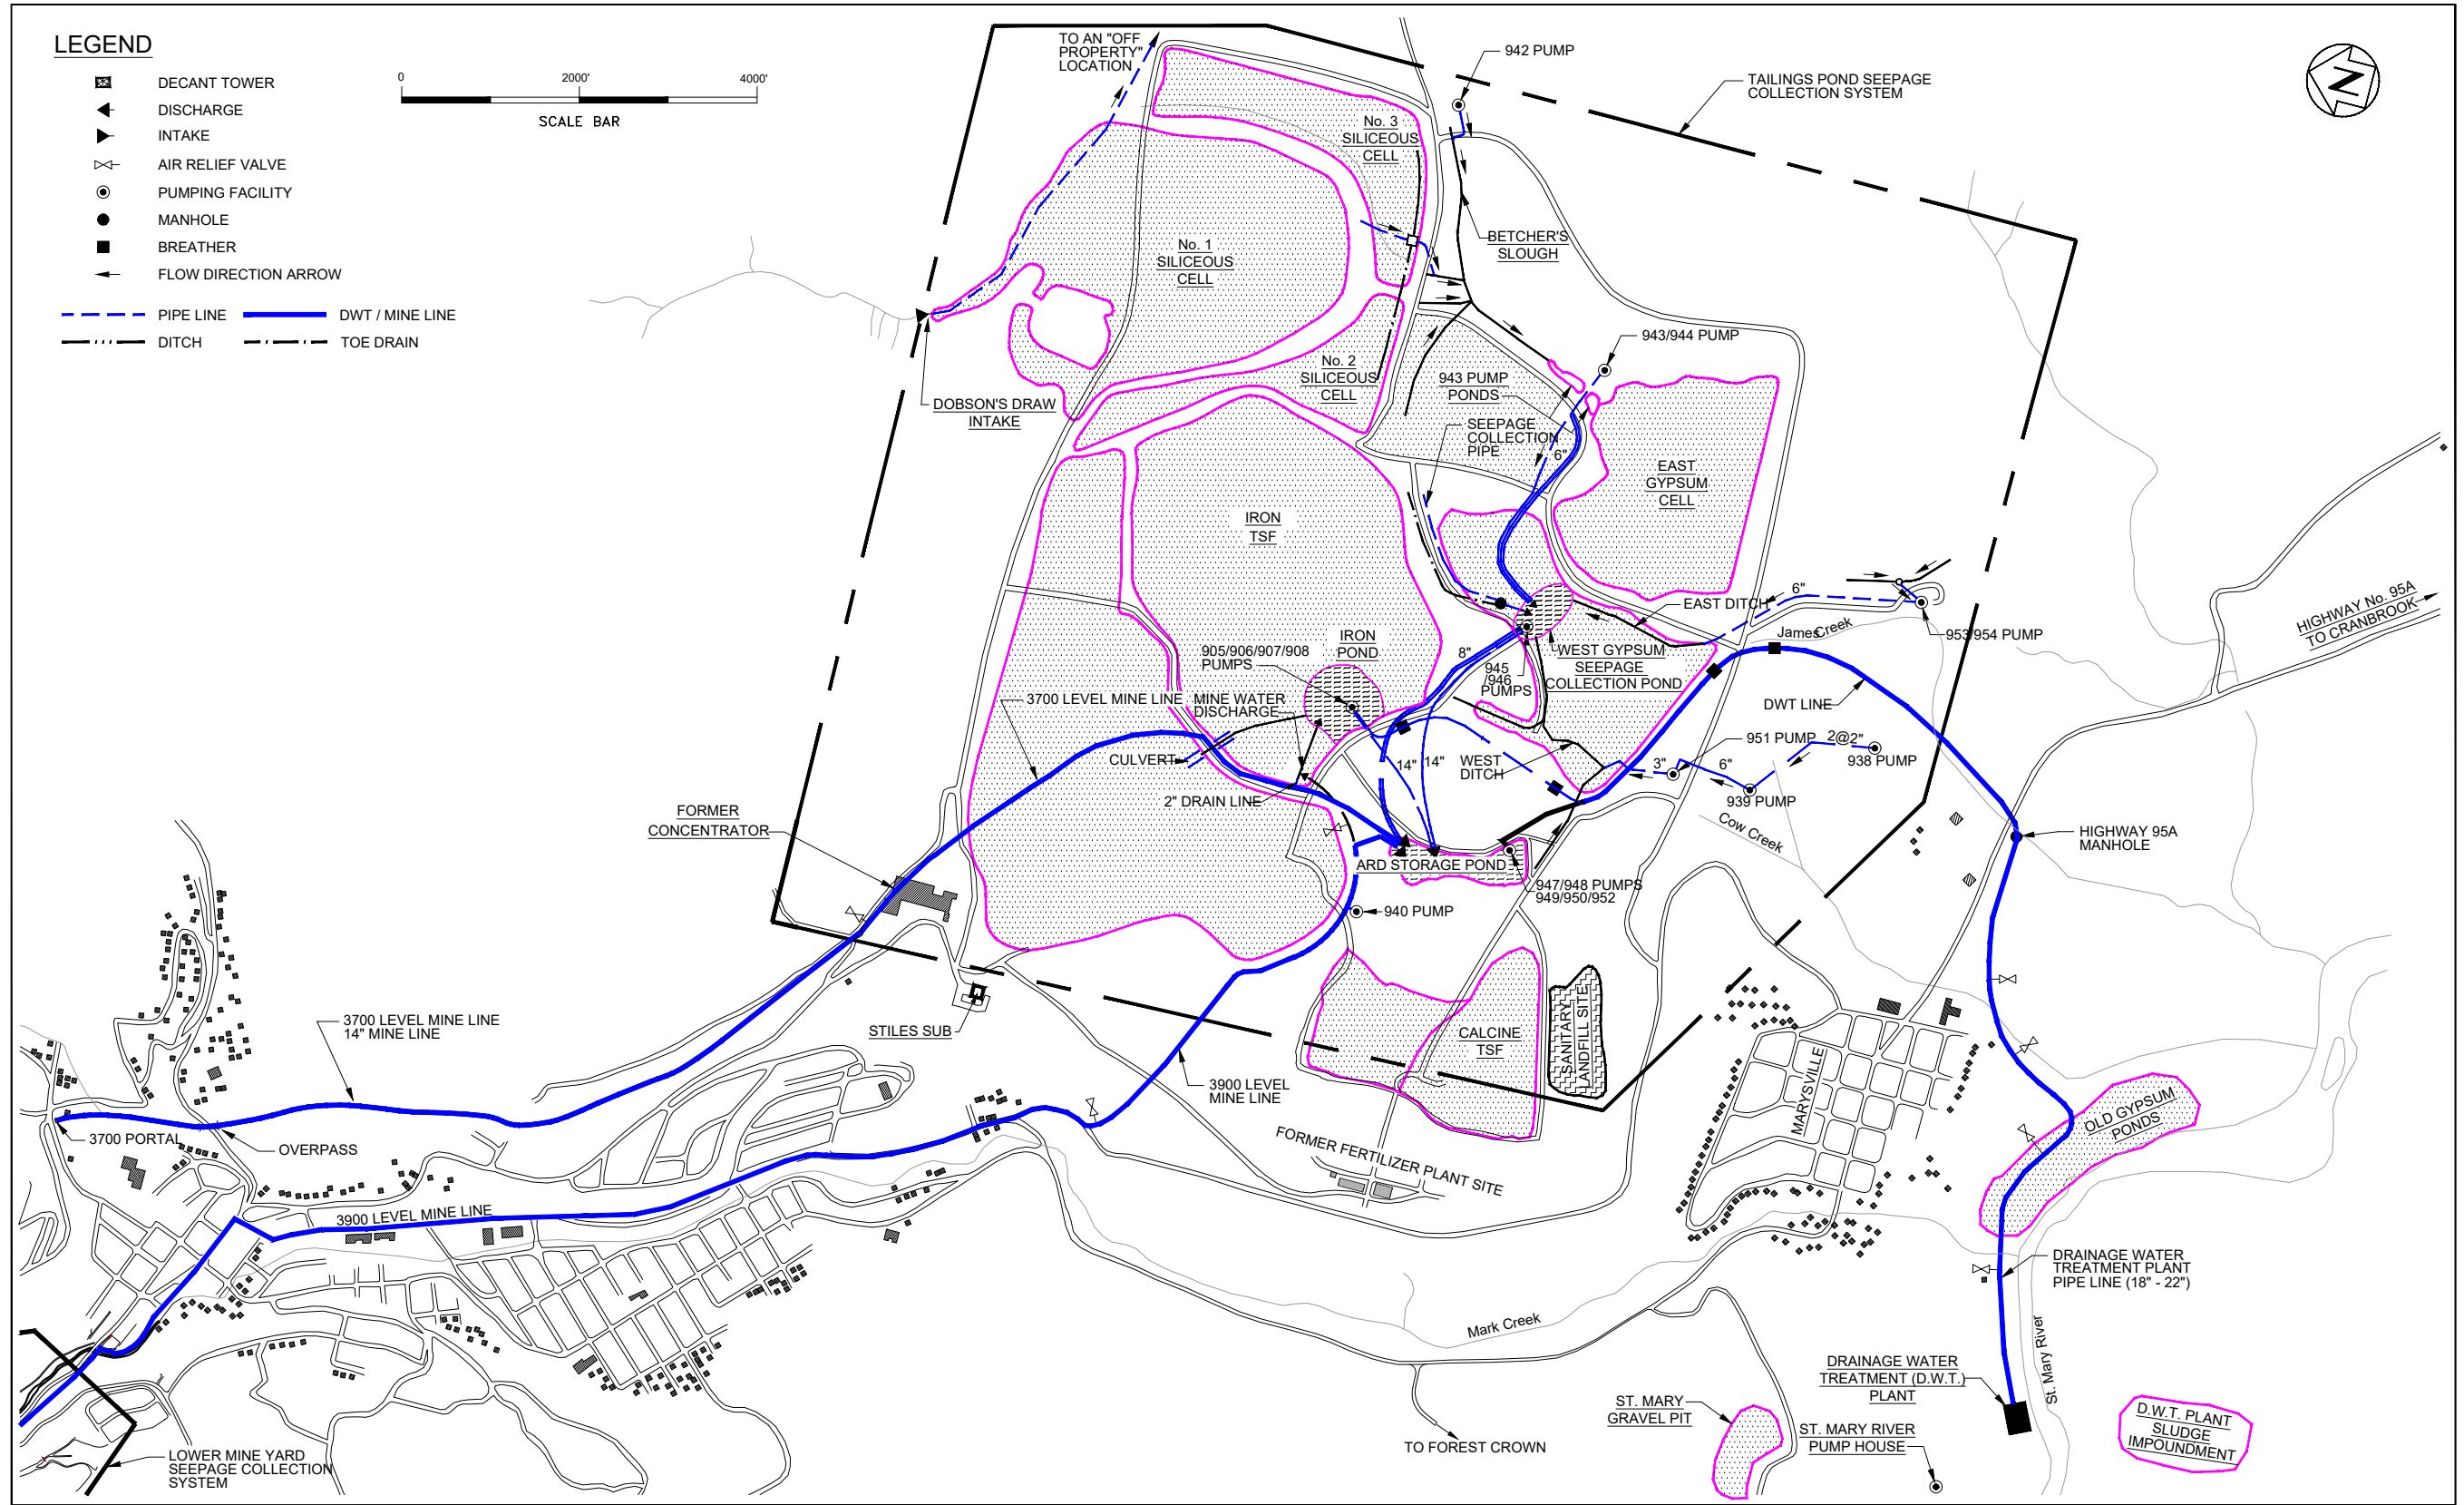 LEGEND
DECANT TOWER
DISCHARGE
INTAKE
AIR RELIEF VALVE
PUMPING FACILITY
MANHOLE
BREATHER
FLOW DIRECTION ARROW
PIPE LINE
DWT / MINE LINE
DITCH
TOE DRAIN
0
2000'
4000'
SCALE BAR
TO AN "OFF
PROPERTY"
LOCATION
942 PUMP
TAILINGS POND SEEPAGE
COLLECTION SYSTEM
N
No. 3
SILICEOUS
CELL
No. 1
SILICEOUS
CELL
BETCHER'S
SLOUGH
943/944 PUMP
No. 2
SILICEOUS
CELL
943 PUMP
PONDS
DOBSON'S DRAW
INTAKE
SEEPAGE
COLLECTION
PIPE
6"
EAST
GYPSUM
CELL
IRON
TSF
6"
EAST DITCH
James Creek
953/954 PUMP
HIGHWAY No. 95A
TO CRANBROOK
IRON
POND
905/906/907/908
PUMPS
8"
945
/946
PUMPS
WEST GYPSUM
SEEPAGE
COLLECTION POND
3700 LEVEL MINE LINE
MINE WATER
DISCHARGE
DWT LINE
951 PUMP
2@2"
938 PUMP
CULVERT
14"
14"
WEST
DITCH
3"
6"
939 PUMP
2" DRAIN LINE
FORMER
CONCENTRATOR
Cow Creek
HIGHWAY 95A
MANHOLE
ARD STORAGE POND
947/948 PUMPS
949/950/952
940 PUMP
STILES SUB
3700 LEVEL MINE LINE
14" MINE LINE
CALCINE
TSF
SANITARY
LANDFILL SITE
3900 LEVEL
MINE LINE
MARYSVILLE
OLD GYPSUM
PONDS
3700 PORTAL
OVERPASS
FORMER FERTILIZER PLANT SITE
3900 LEVEL MINE LINE
DRAINAGE WATER
TREATMENT PLANT
PIPE LINE (18" - 22")
Mark Creek
St. Mary River
DRAINAGE WATER
TREATMENT (D.W.T.)
PLANT
ST. MARY
GRAVEL PIT
ST. MARY RIVER
PUMP HOUSE
D.W.T. PLANT
SLUDGE
IMPOUNDMENT
TO FOREST CROWN
LOWER MINE YARD
SEEPAGE COLLECTION
SYSTEM